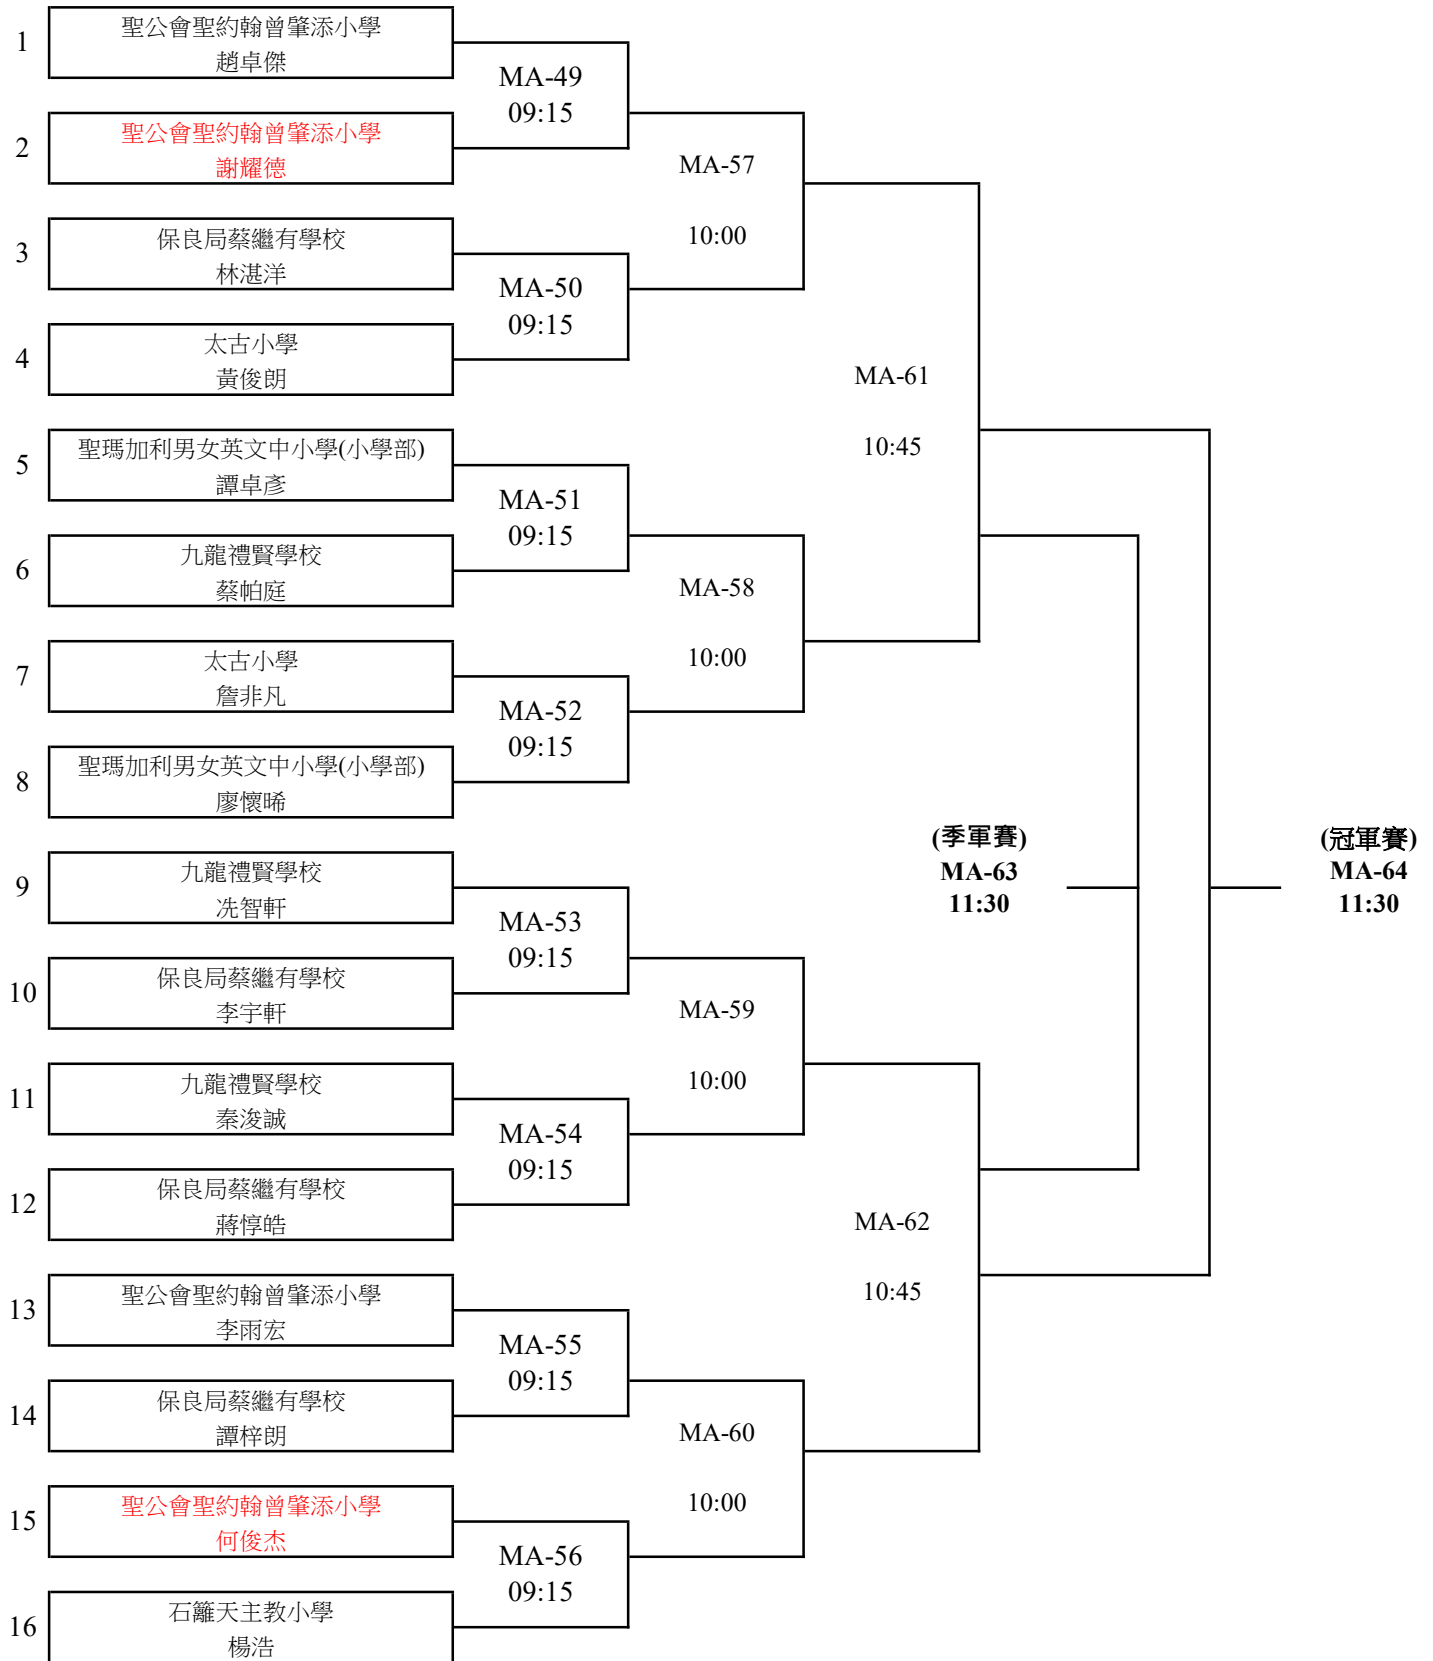 1
聖公會聖約翰曾肇添小學
趙卓傑
MA-49
09:15
2
聖公會聖約翰曾肇添小學
謝耀德
MA-57
10:00
3
保良局蔡繼有學校
林湛洋
MA-50
09:15
4
太古小學
黃俊朗
MA-61
10:45
5
聖瑪加利男女英文中小學(小學部)
譚卓彥
MA-51
09:15
6
九龍禮賢學校
蔡帕庭
MA-58
10:00
7
太古小學
詹非凡
MA-52
09:15
8
聖瑪加利男女英文中小學(小學部)
廖懷晞
(季軍賽)
MA-63
11:30
(冠軍賽)
MA-64
11:30
9
九龍禮賢學校
冼智軒
MA-53
09:15
10
保良局蔡繼有學校
李宇軒
MA-59
10:00
11
九龍禮賢學校
秦浚誠
MA-54
09:15
12
保良局蔡繼有學校
蔣惇皓
MA-62
10:45
13
聖公會聖約翰曾肇添小學
李雨宏
MA-55
09:15
14
保良局蔡繼有學校
譚梓朗
MA-60
10:00
15
聖公會聖約翰曾肇添小學
何俊杰
MA-56
09:15
16
石籬天主教小學
楊浩